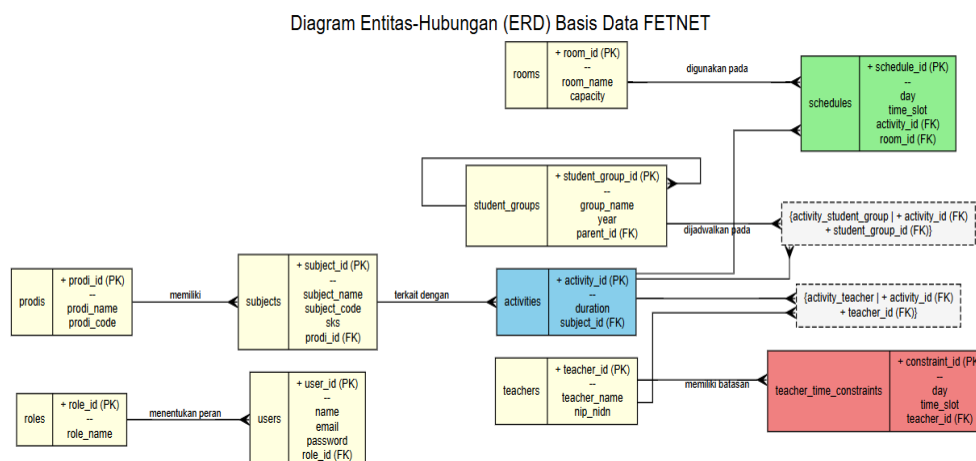 Diagram Entitas-Hubungan (ERD) Basis Data FETNET
rooms
+ room_id (PK)
--
room_name
capacity
digunakan pada
schedules
+ schedule_id (PK)
--
day
time_slot
activity_id (FK)
room_id (FK)
student_groups
+ student_group_id (PK)
--
group_name
year
parent_id (FK)
dijadwalkan pada
{activity_student_group | + activity_id (FK)
+ student_group_id (FK)}
prodis
+ prodi_id (PK)
--
prodi_name
prodi_code
memiliki
subjects
+ subject_id (PK)
--
subject_name
subject_code
sks
prodi_id (FK)
terkait dengan
activities
+ activity_id (PK)
--
duration
subject_id (FK)
{activity_teacher | + activity_id (FK)
+ teacher_id (FK)}
teachers
+ teacher_id (PK)
--
teacher_name
nip_nidn
memiliki batasan
teacher_time_constraints
+ constraint_id (PK)
--
day
time_slot
teacher_id (FK)
roles
+ role_id (PK)
--
role_name
menentukan peran
users
+ user_id (PK)
--
name
email
password
role_id (FK)